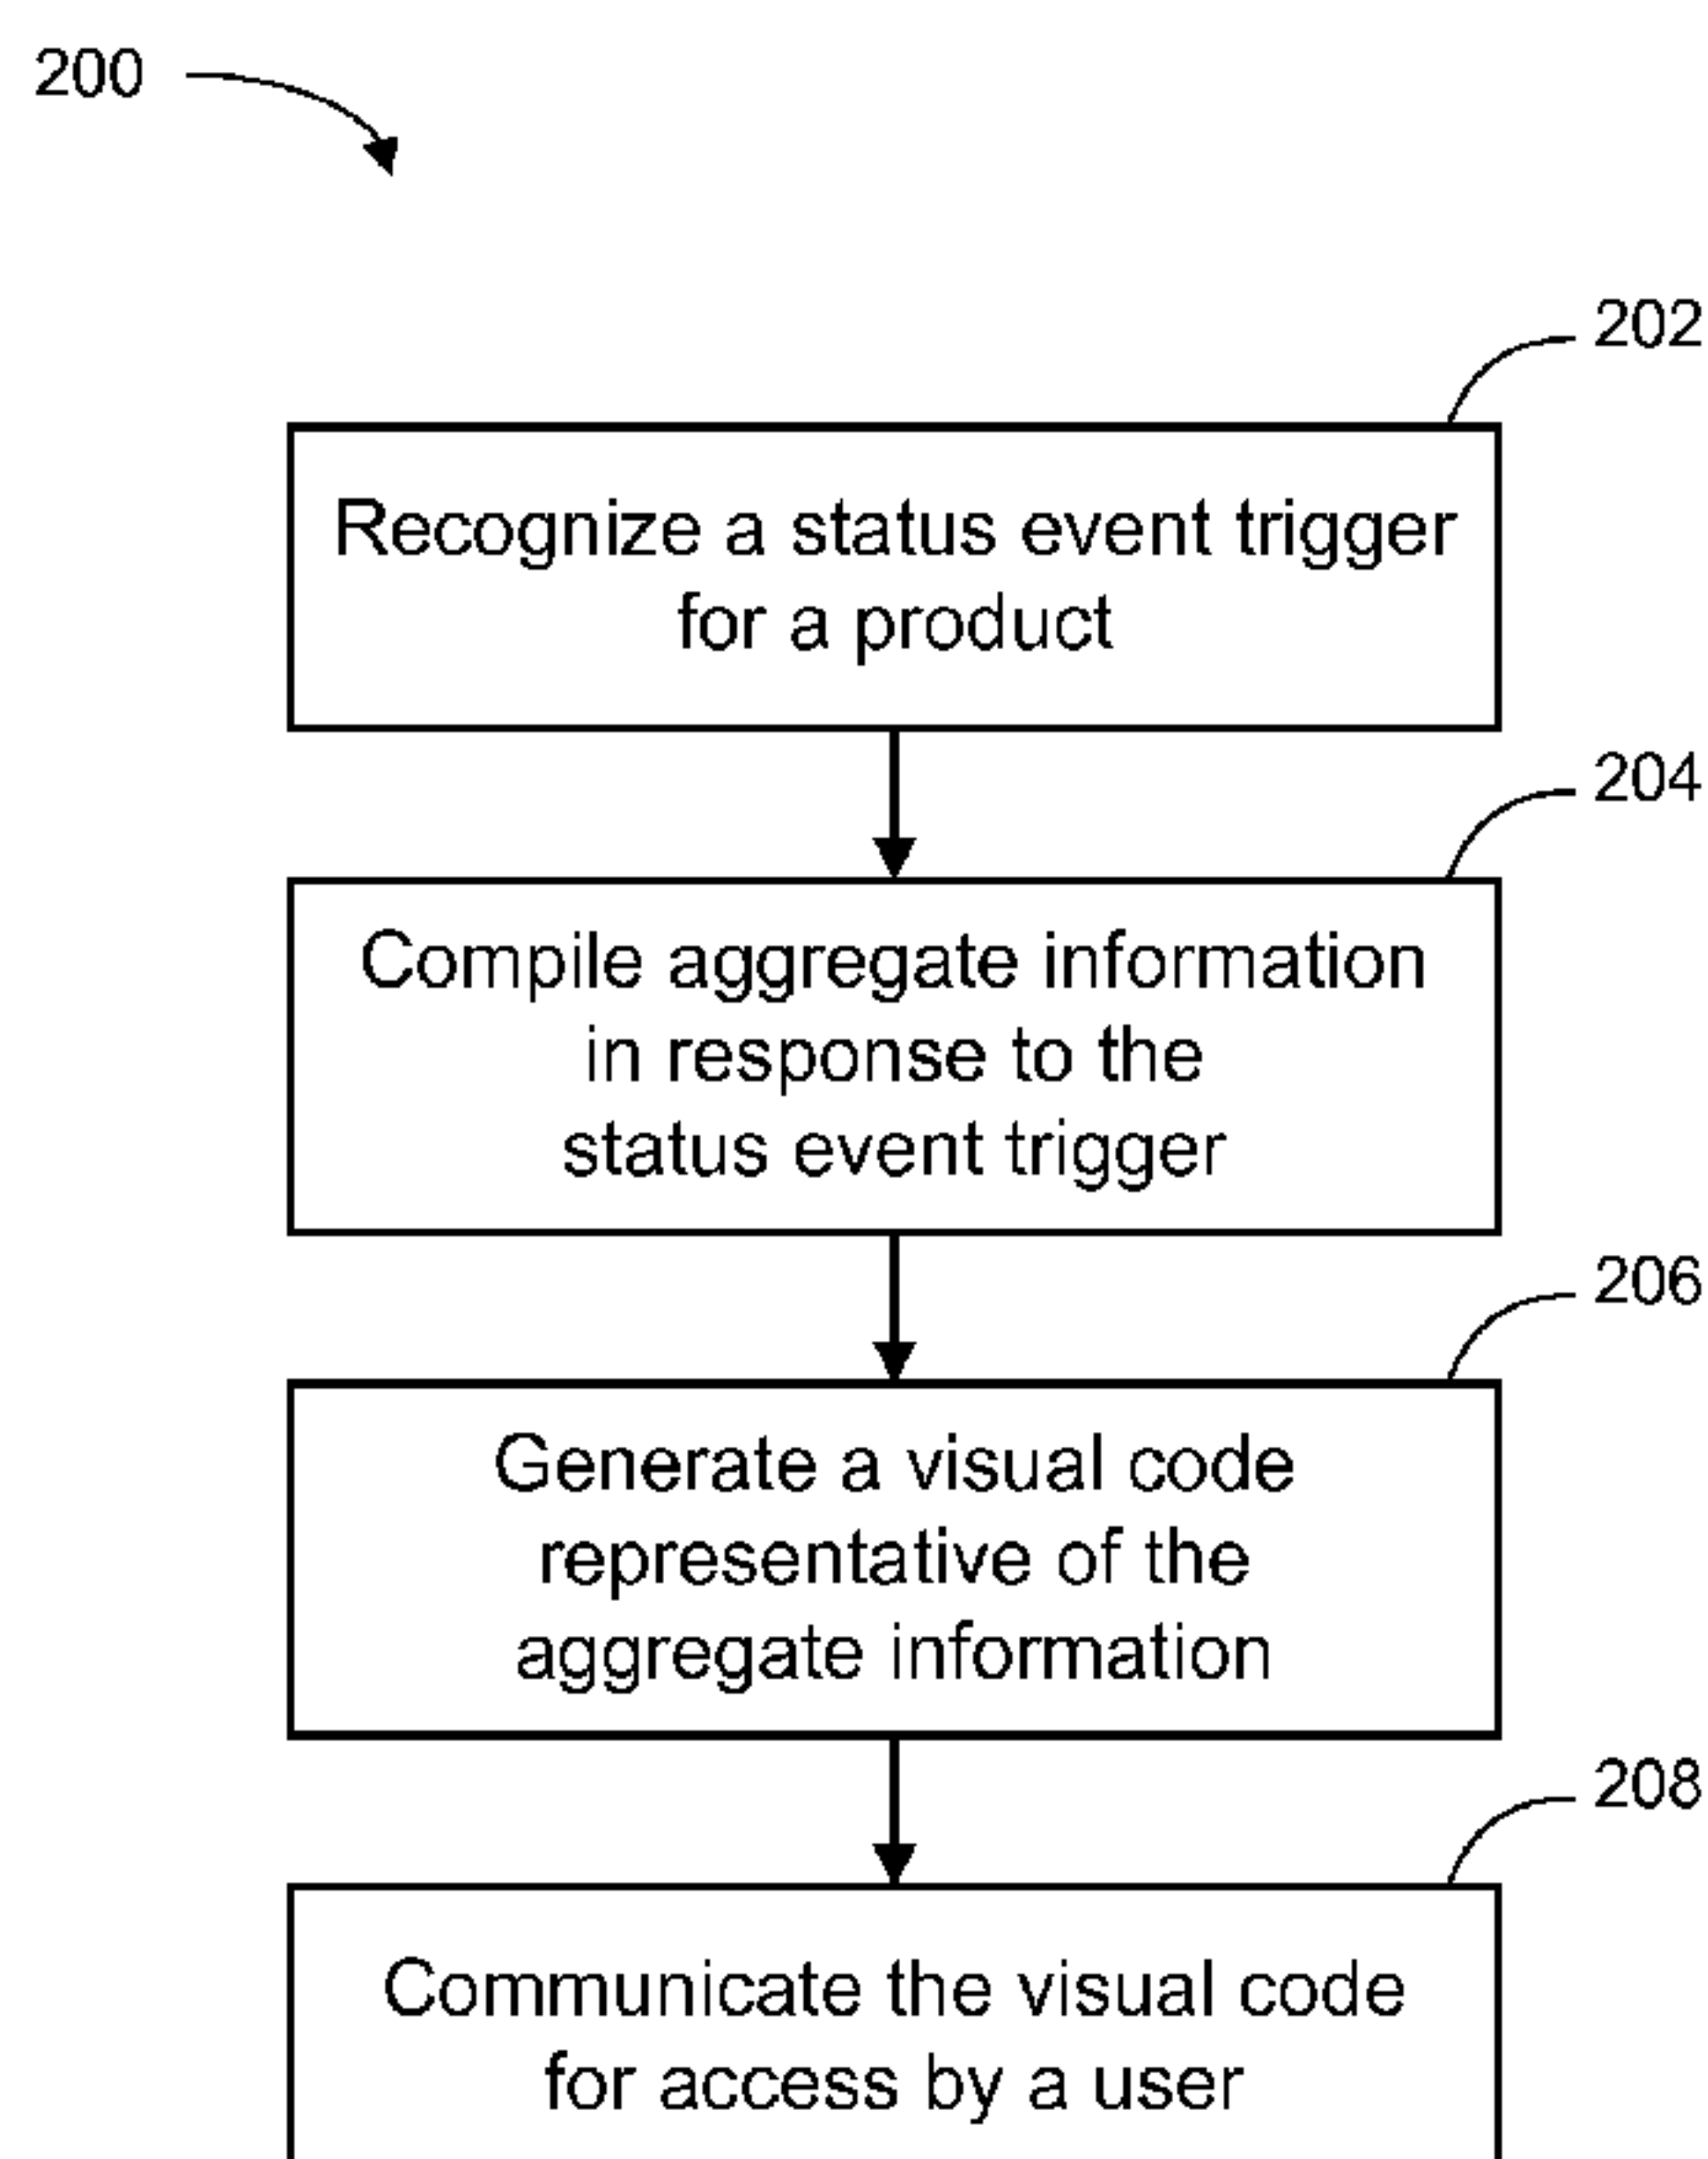 200
202
Recognize a status event trigger
for a product
204
Compile aggregate information
in response to the
status event trigger
206
Generate a visual code
representative of the
aggregate information
208
Communicate the visual code
for access by a user